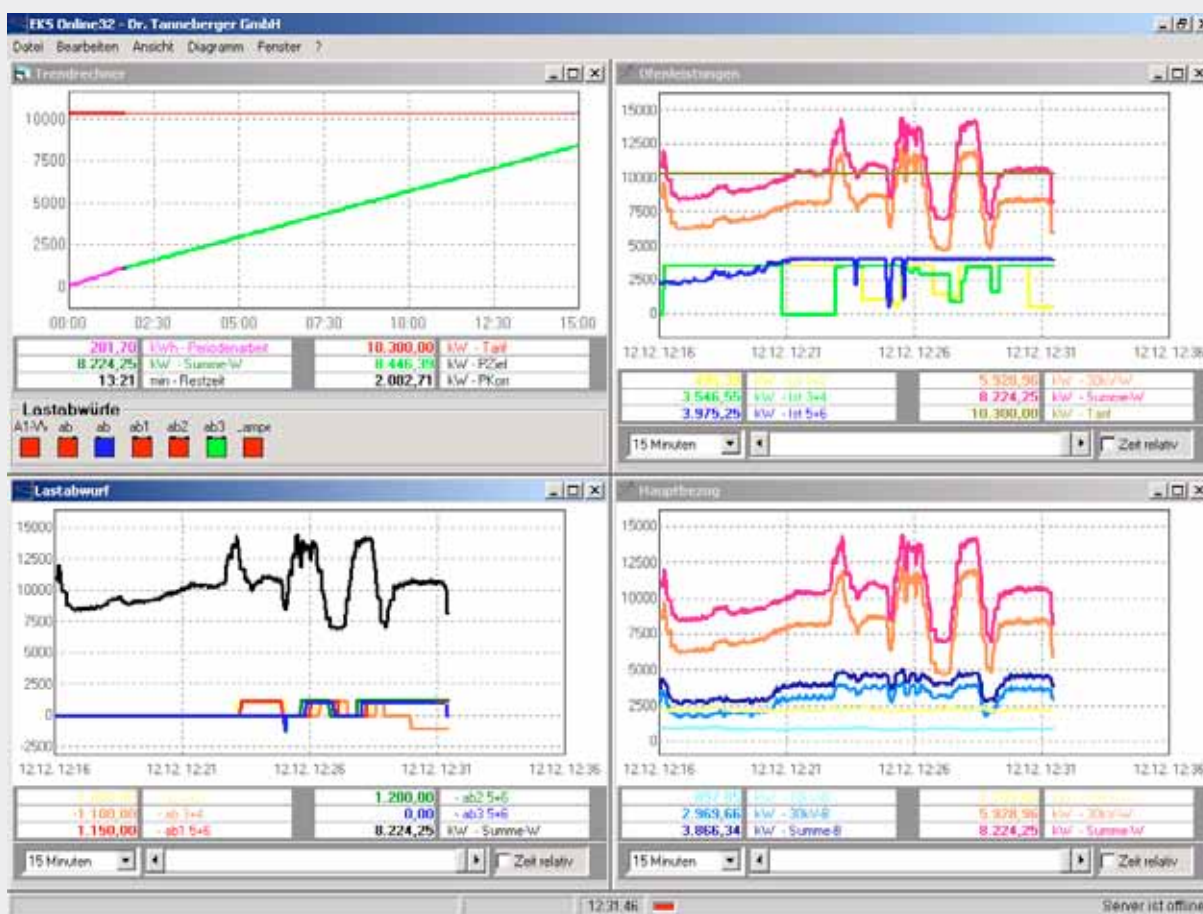 EKS Online32 - Dr. Tanneberger GmbH
Datei Bearbeiten Ansicht Diagramm Fenster ?
Trendrechner
10000
7500
5000
2500
0
00:00 02:30 05:00 07:30 10:00 12:30 15:00
201,70 kWh - Periodenarbeit 10.300,00 kW - Tarif
8.224,25 kW - Summe-W 8.446,39 kW - PZiel
13:21 min - Restzeit 2.002,71 kW - PKorr
Lastabwürfe
ab ab ab1 ab2 ab3
Ofenleistungen
15000
12500
10000
7500
5000
2500
0
12.12. 12:16 12.12. 12:21 12.12. 12:26 12.12. 12:31 12.12. 12:36
5.928,96 kW - 30kV-W
3.546,55 kW - Ist 3+4 8.224,25 kW - Summe-W
3.975,25 kW - Ist 5+6 10.300,00 kW - Tarif
15 Minuten Zeit relativ
Lastabwurf
15000
12500
10000
7500
5000
2500
0
-2500
12.12. 12:16 12.12. 12:21 12.12. 12:26 12.12. 12:31 12.12. 12:36
1.200,00 - ab2 5+6
-1.100,00 - ab 3+4 0,00 - ab3 5+6
1.150,00 - ab1 5+6 8.224,25 kW - Summe-W
15 Minuten Zeit relativ
Hauptbezug
15000
12500
10000
7500
5000
2500
0
12.12. 12:16 12.12. 12:21 12.12. 12:26 12.12. 12:31 12.12. 12:36
2.969,66 kW - 30kV-B 5.928,96 kW - 30kV-W
3.866,34 kW - Summe-B 8.224,25 kW - Summe-W
15 Minuten Zeit relativ
12:31:46 Server ist offline